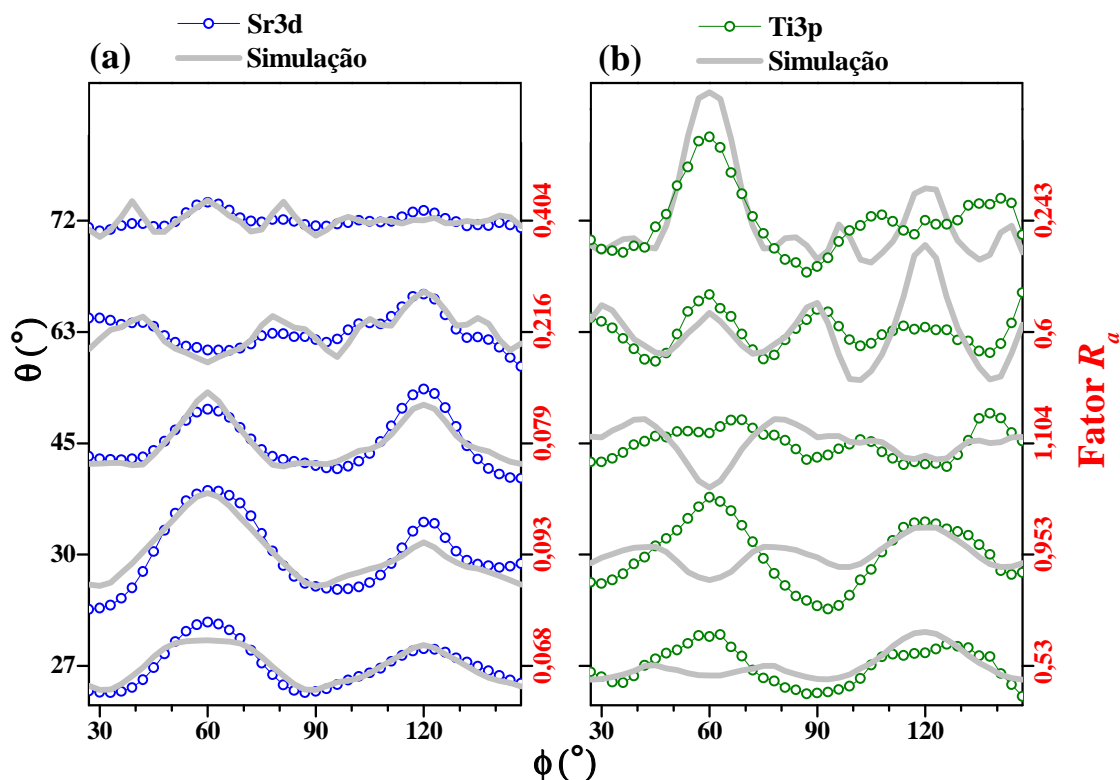 Sr3d
Simulação
Ti3p
Simulação
(a)
(b)
θ(°)
72
63
45
30
27
0,404
0,216
0,079
0,093
0,068
0,243
0,6
1,104
0,953
0,53
Fator Ra
30 60 90 120
30 60 90 120
ϕ(°)